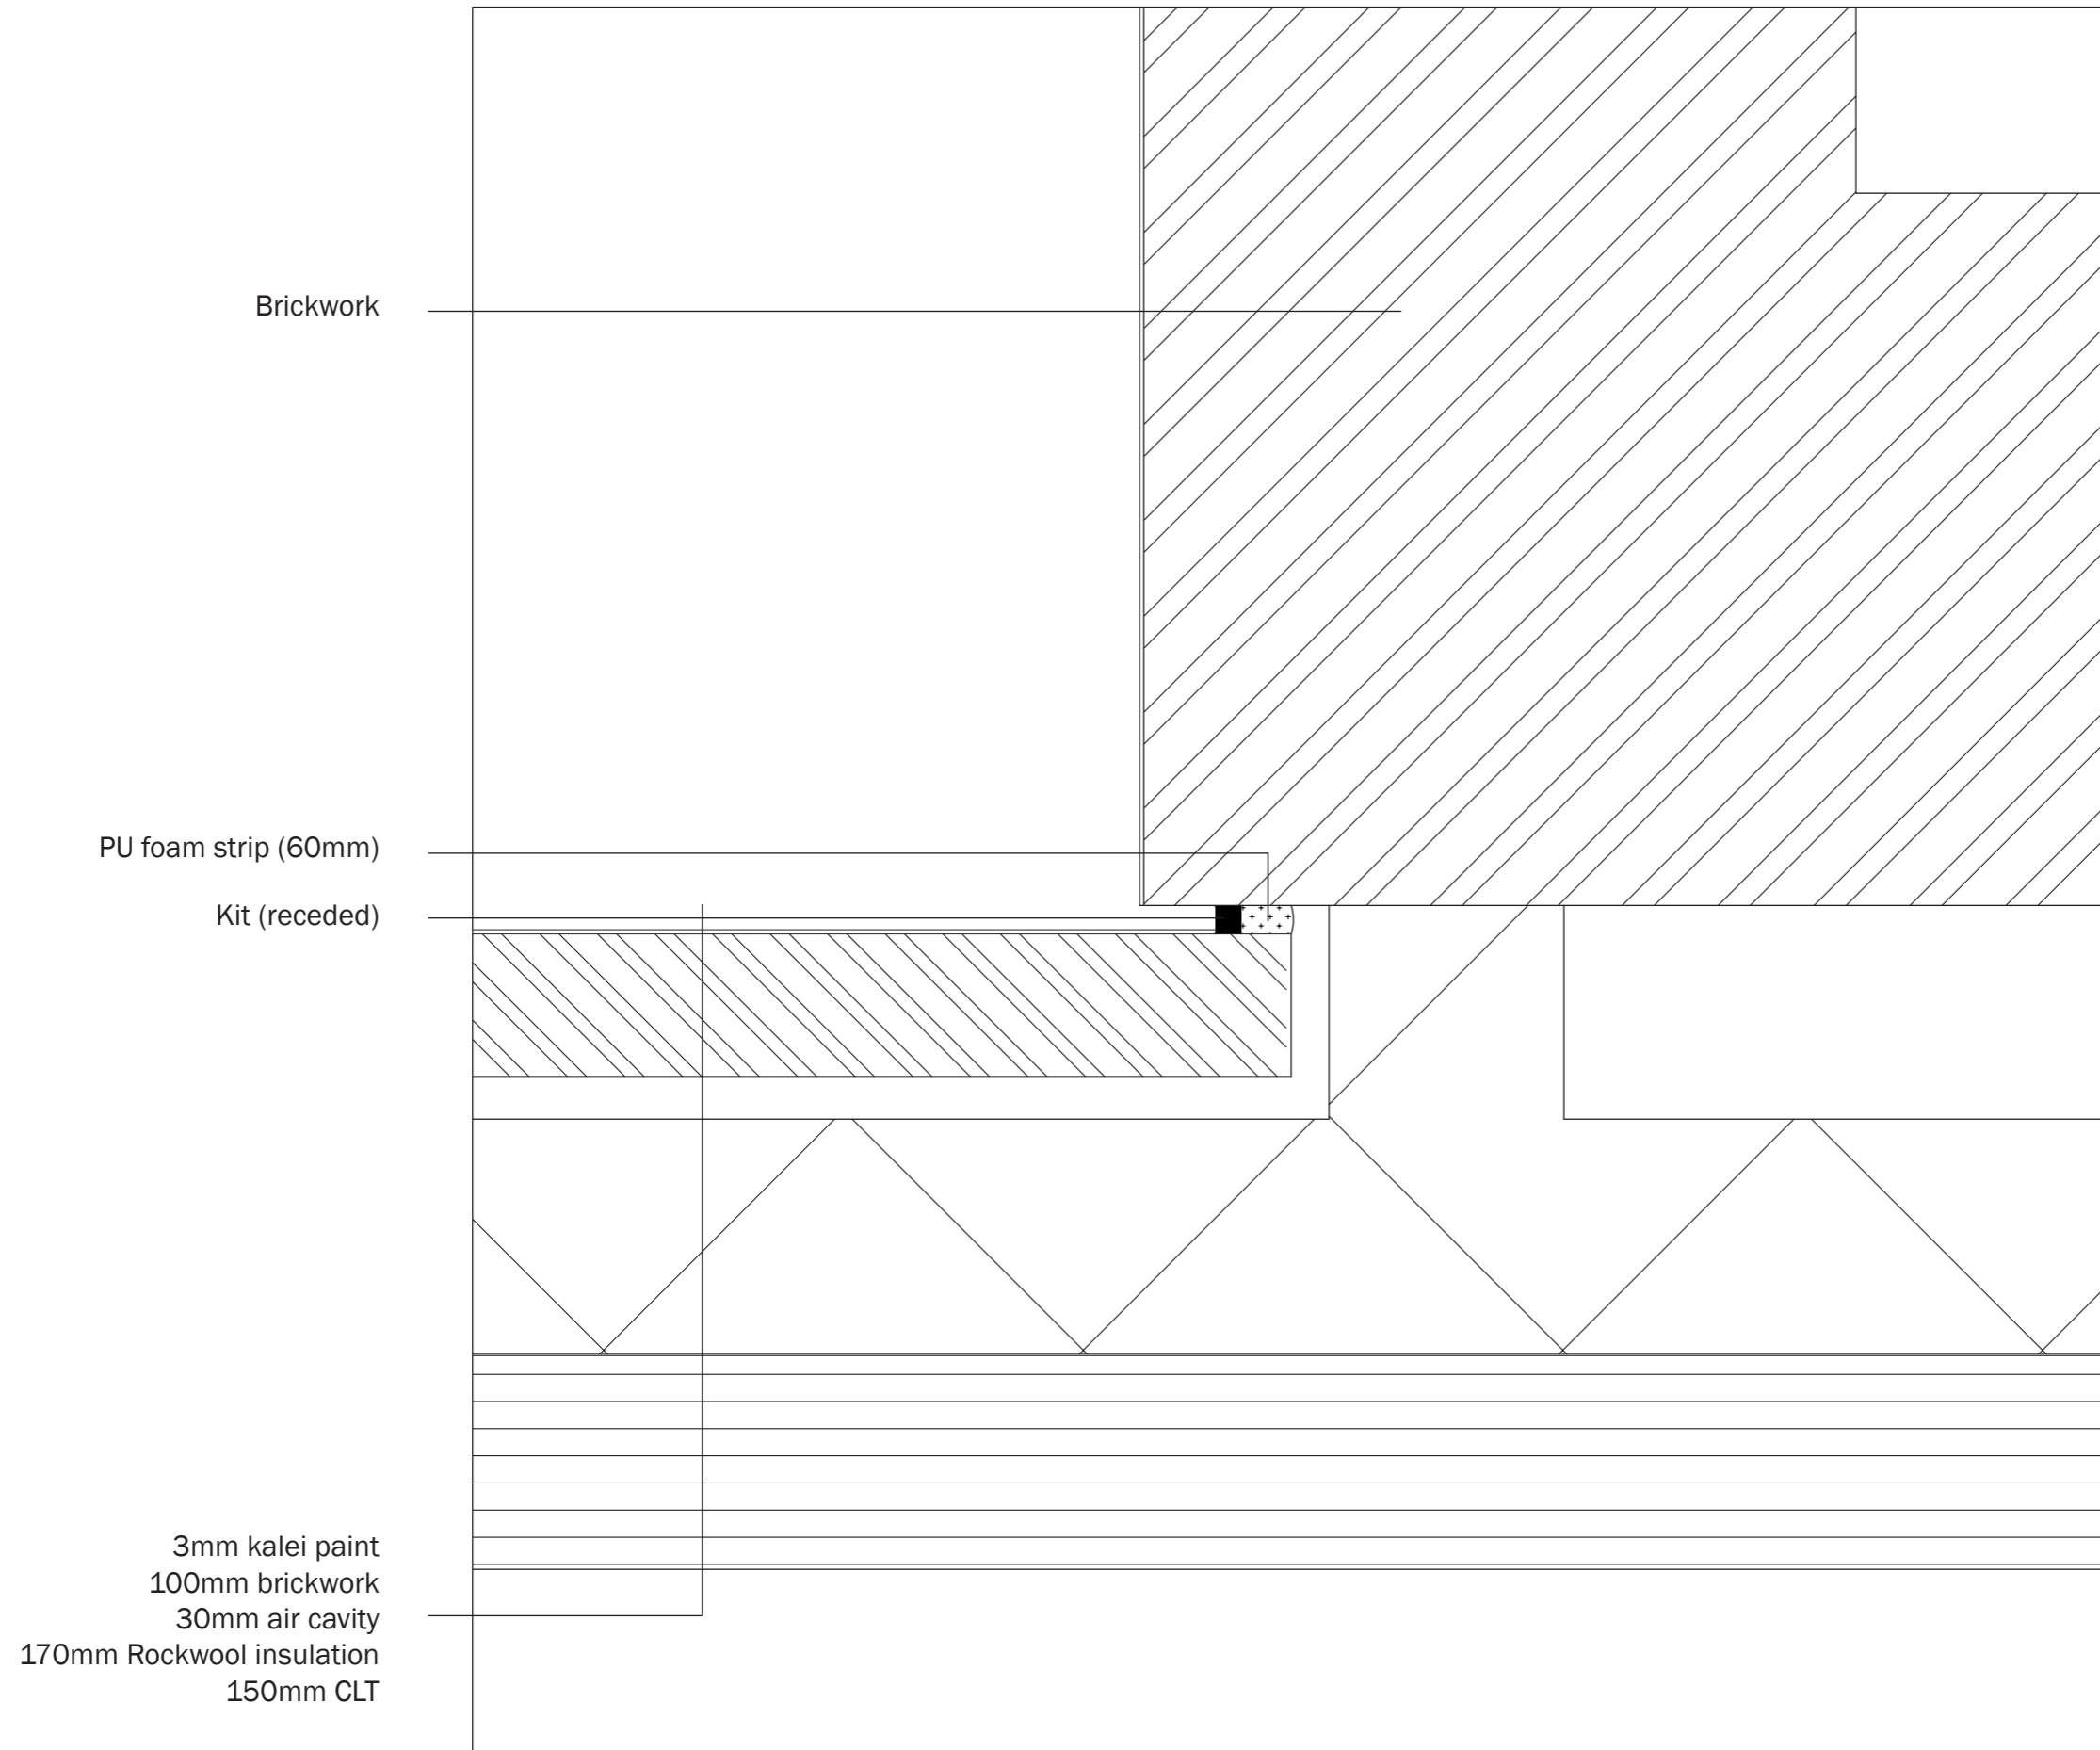 Brickwork
PU foam strip (60mm)
Kit (receded)
3mm kalei paint
100mm brickwork
30mm air cavity
170mm Rockwool insulation
150mm CLT